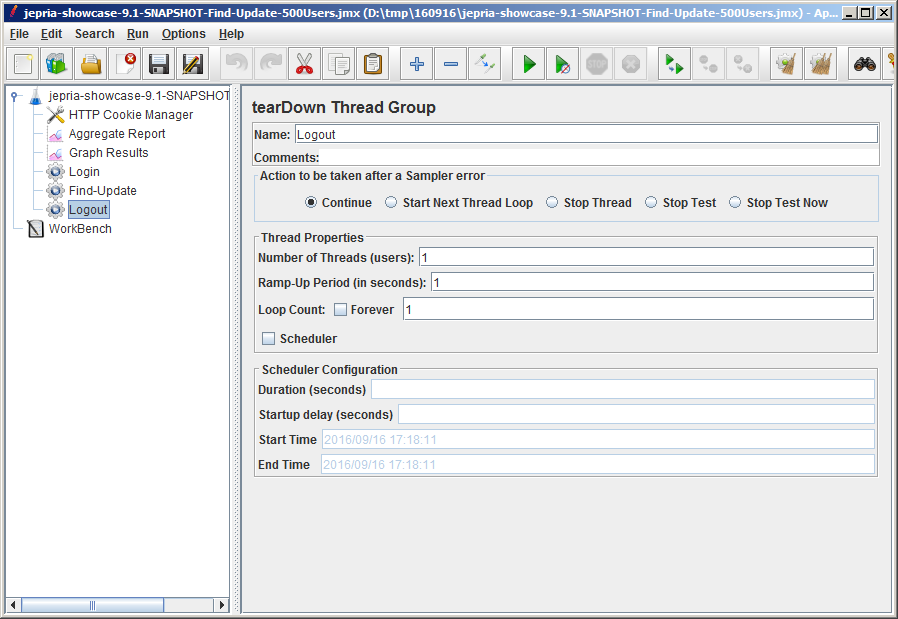 jepria-showcase-9.1-SNAPSHOT-Find-Update-500Users.jmx (D:\tmp\160916\jepria-showcase-9.1-SNAPSHOT-Find-Update-500Users.jmx) - Ap...
File Edit Search Run Options Help
STOP
jepria-showcase-9.1-SNAPSHOT
HTTP Cookie Manager
Aggregate Report
Graph Results
Login
Find-Update
Logout
WorkBench
tearDown Thread Group
Name: Logout
Comments:
Action to be taken after a Sampler error
Continue Start Next Thread Loop Stop Thread Stop Test Stop Test Now
Thread Properties
Number of Threads (users): 1
Ramp-Up Period (in seconds): 1
Loop Count: Forever 1
Scheduler
Scheduler Configuration
Duration (seconds)
Startup delay (seconds)
Start Time 2016/09/16 17:18:11
End Time 2016/09/16 17:18:11